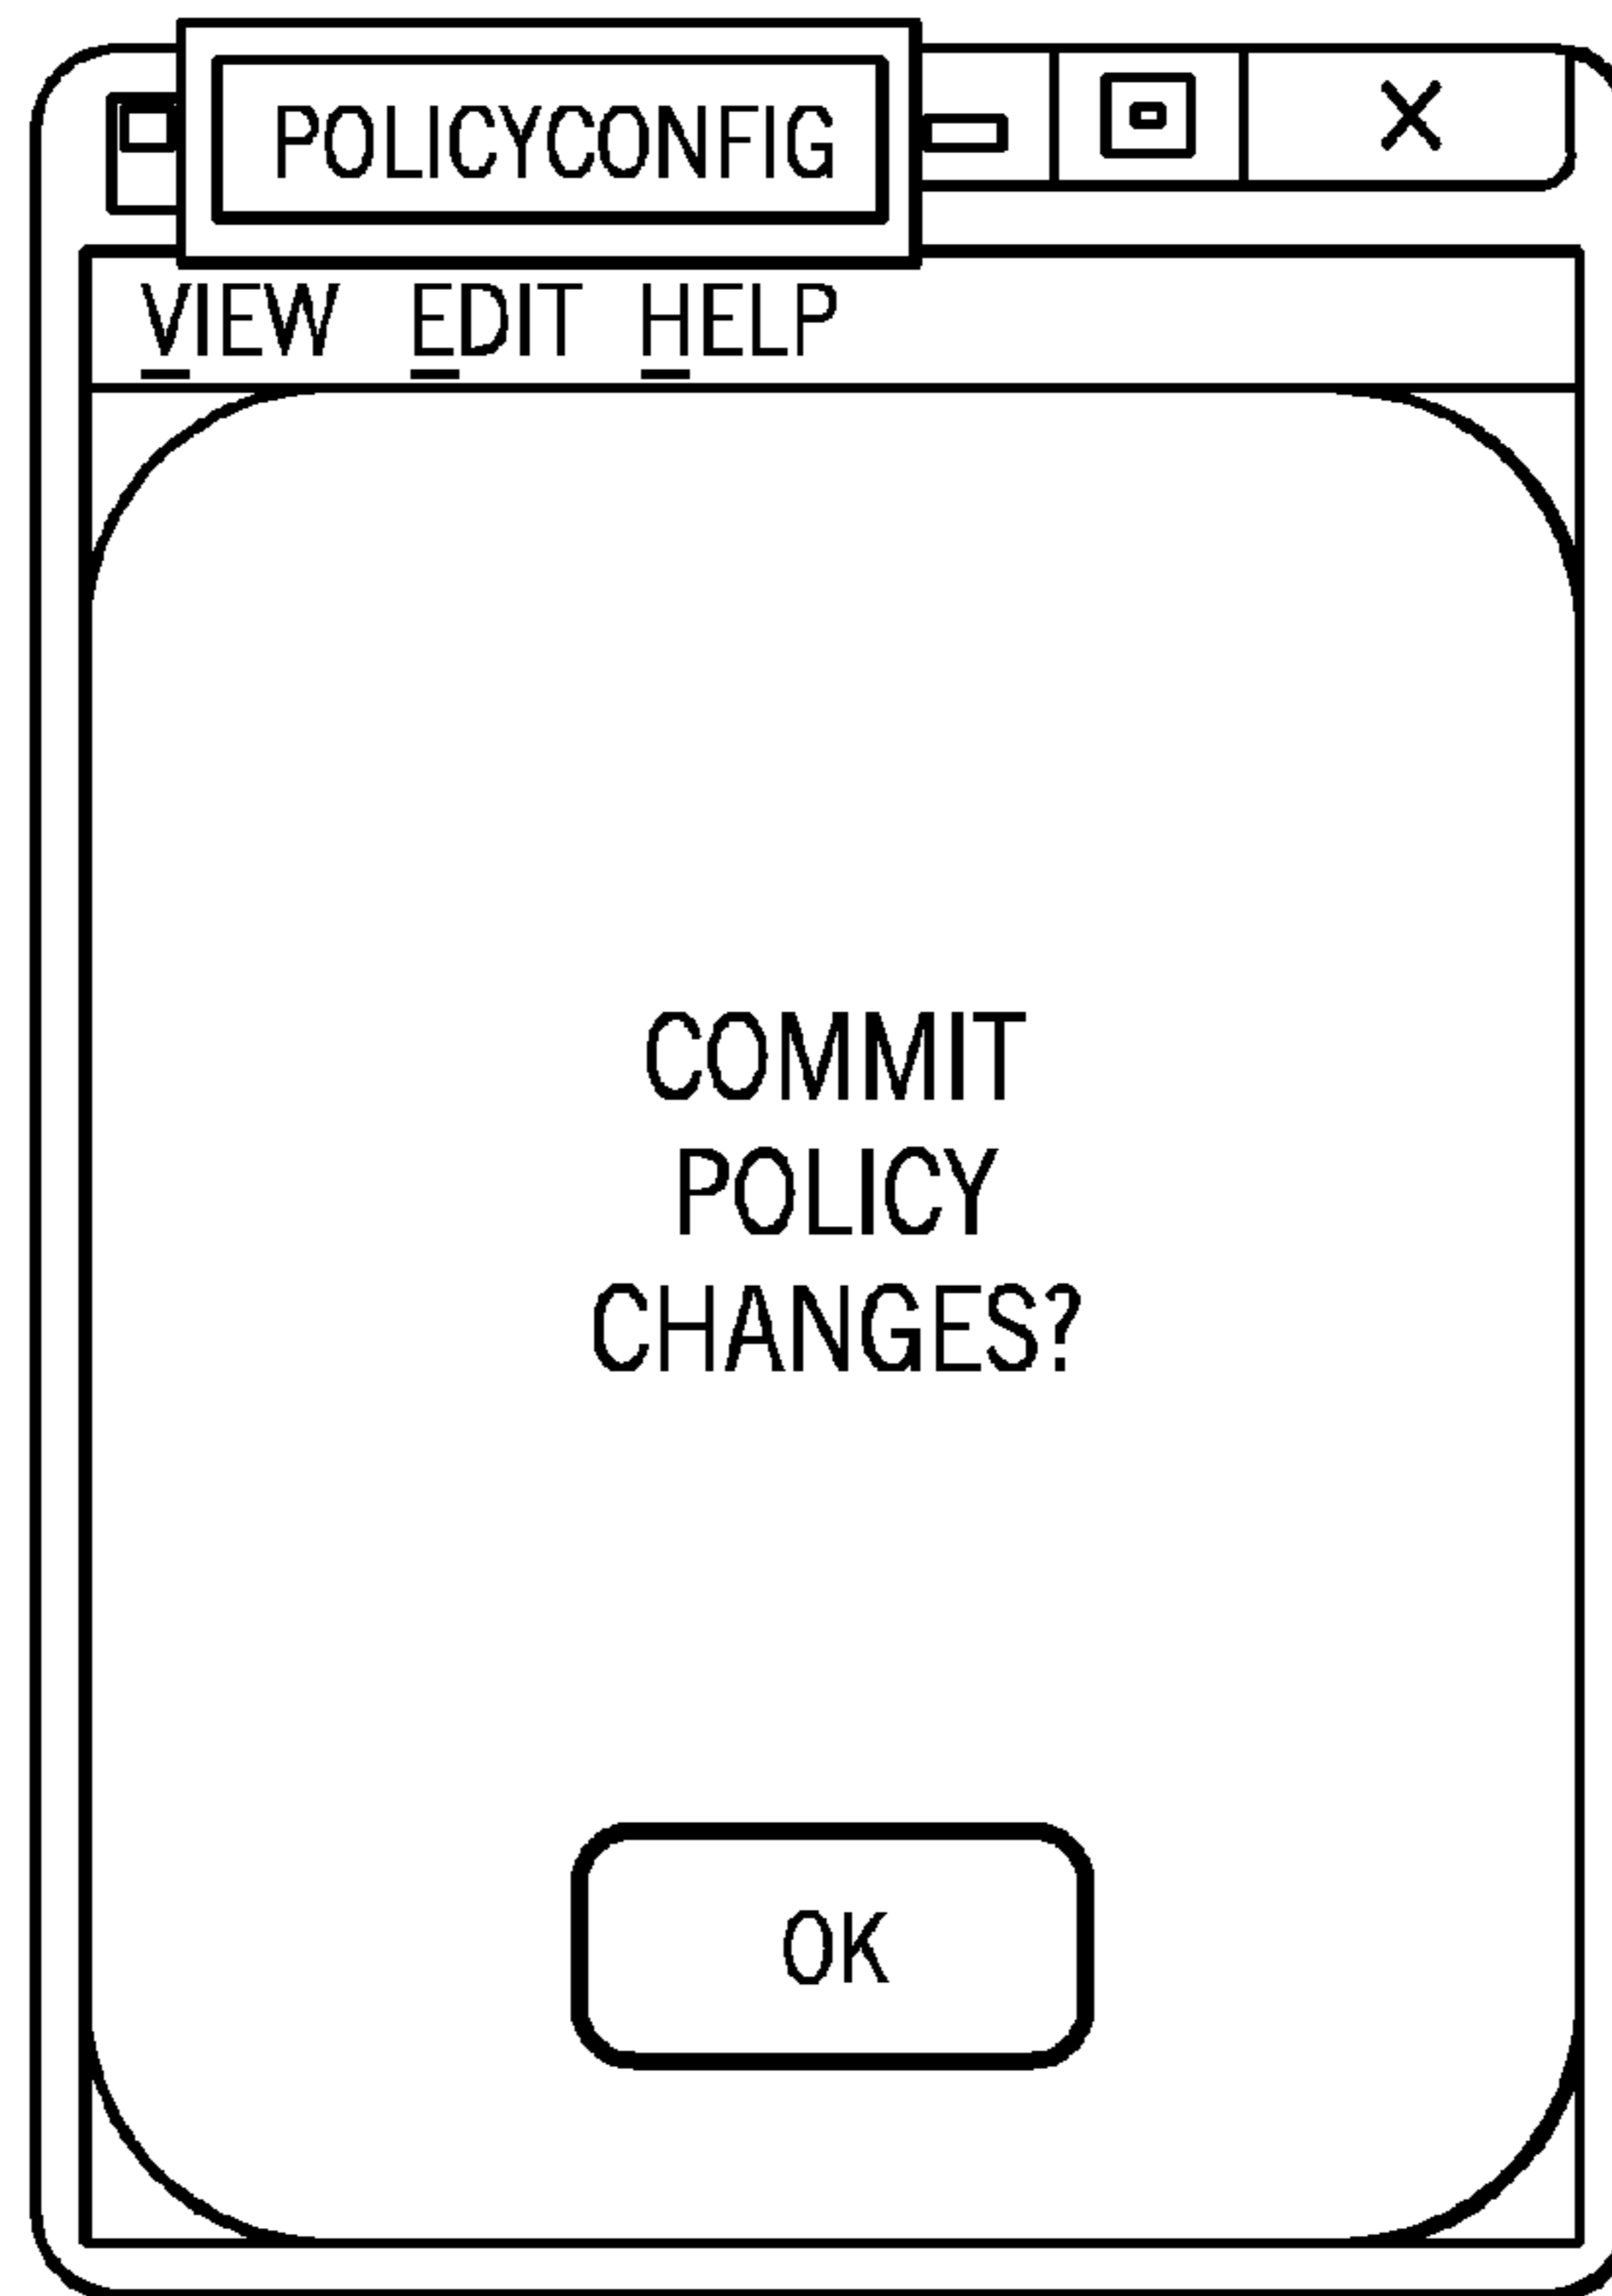 POLICYCONFIG
VIEW EDIT HELP
COMMIT
POLICY
CHANGES?
OK